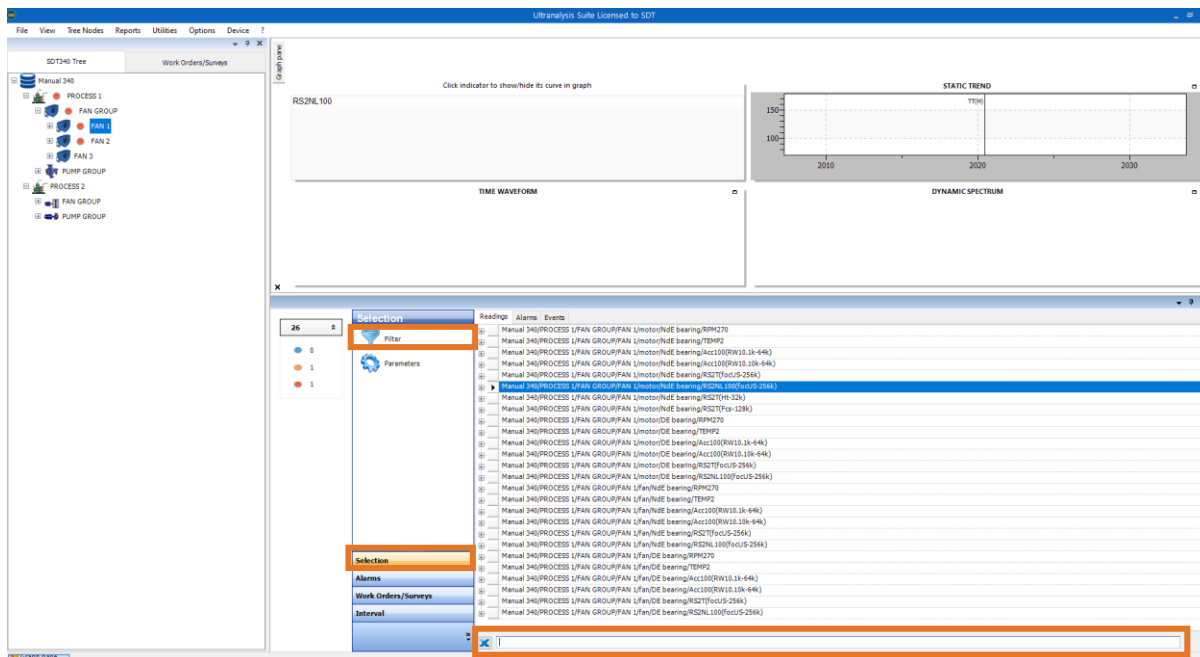 Ultranalysis Suite Licensed to SDT
File View Tree Nodes Reports Utilities Options Device ?
SDT340 Tree Work Orders/Surveys
Manual 340
PROCESS 1
FAN GROUP
FAN 1
FAN 2
FAN 3
PUMP GROUP
PROCESS 2
FAN GROUP
PUMP GROUP
Graph pane
Click indicator to show/hide its curve in graph
RS2NL100
STATIC TREND
TT(H)
150
100
2010 2020 2030
TIME WAVEFORM
DYNAMIC SPECTRUM
26
0
1
1
Selection
Filter
Parameters
Selection
Alarms
Work Orders/Surveys
Interval
Readings Alarms Events
Manual 340/PROCESS 1/FAN GROUP/FAN 1/motor/NdE bearing/RPM270
Manual 340/PROCESS 1/FAN GROUP/FAN 1/motor/NdE bearing/TEMP2
Manual 340/PROCESS 1/FAN GROUP/FAN 1/motor/NdE bearing/Acc100(RW10.1k-64k)
Manual 340/PROCESS 1/FAN GROUP/FAN 1/motor/NdE bearing/Acc100(RW10.10k-64k)
Manual 340/PROCESS 1/FAN GROUP/FAN 1/motor/NdE bearing/RS2T(focUS-256k)
Manual 340/PROCESS 1/FAN GROUP/FAN 1/motor/NdE bearing/RS2NL100(focUS-256k)
Manual 340/PROCESS 1/FAN GROUP/FAN 1/motor/NdE bearing/RS2T(Ht-32k)
Manual 340/PROCESS 1/FAN GROUP/FAN 1/motor/NdE bearing/RS2T(Fcs-128k)
Manual 340/PROCESS 1/FAN GROUP/FAN 1/motor/DE bearing/RPM270
Manual 340/PROCESS 1/FAN GROUP/FAN 1/motor/DE bearing/TEMP2
Manual 340/PROCESS 1/FAN GROUP/FAN 1/motor/DE bearing/Acc100(RW10.1k-64k)
Manual 340/PROCESS 1/FAN GROUP/FAN 1/motor/DE bearing/Acc100(RW10.10k-64k)
Manual 340/PROCESS 1/FAN GROUP/FAN 1/motor/DE bearing/RS2T(focUS-256k)
Manual 340/PROCESS 1/FAN GROUP/FAN 1/motor/DE bearing/RS2NL100(focUS-256k)
Manual 340/PROCESS 1/FAN GROUP/FAN 1/fan/NdE bearing/RPM270
Manual 340/PROCESS 1/FAN GROUP/FAN 1/fan/NdE bearing/TEMP2
Manual 340/PROCESS 1/FAN GROUP/FAN 1/fan/NdE bearing/Acc100(RW10.1k-64k)
Manual 340/PROCESS 1/FAN GROUP/FAN 1/fan/NdE bearing/Acc100(RW10.10k-64k)
Manual 340/PROCESS 1/FAN GROUP/FAN 1/fan/NdE bearing/RS2T(focUS-256k)
Manual 340/PROCESS 1/FAN GROUP/FAN 1/fan/NdE bearing/RS2NL100(focUS-256k)
Manual 340/PROCESS 1/FAN GROUP/FAN 1/fan/DE bearing/RPM270
Manual 340/PROCESS 1/FAN GROUP/FAN 1/fan/DE bearing/TEMP2
Manual 340/PROCESS 1/FAN GROUP/FAN 1/fan/DE bearing/Acc100(RW10.1k-64k)
Manual 340/PROCESS 1/FAN GROUP/FAN 1/fan/DE bearing/Acc100(RW10.10k-64k)
Manual 340/PROCESS 1/FAN GROUP/FAN 1/fan/DE bearing/RS2T(focUS-256k)
Manual 340/PROCESS 1/FAN GROUP/FAN 1/fan/DE bearing/RS2NL100(focUS-256k)